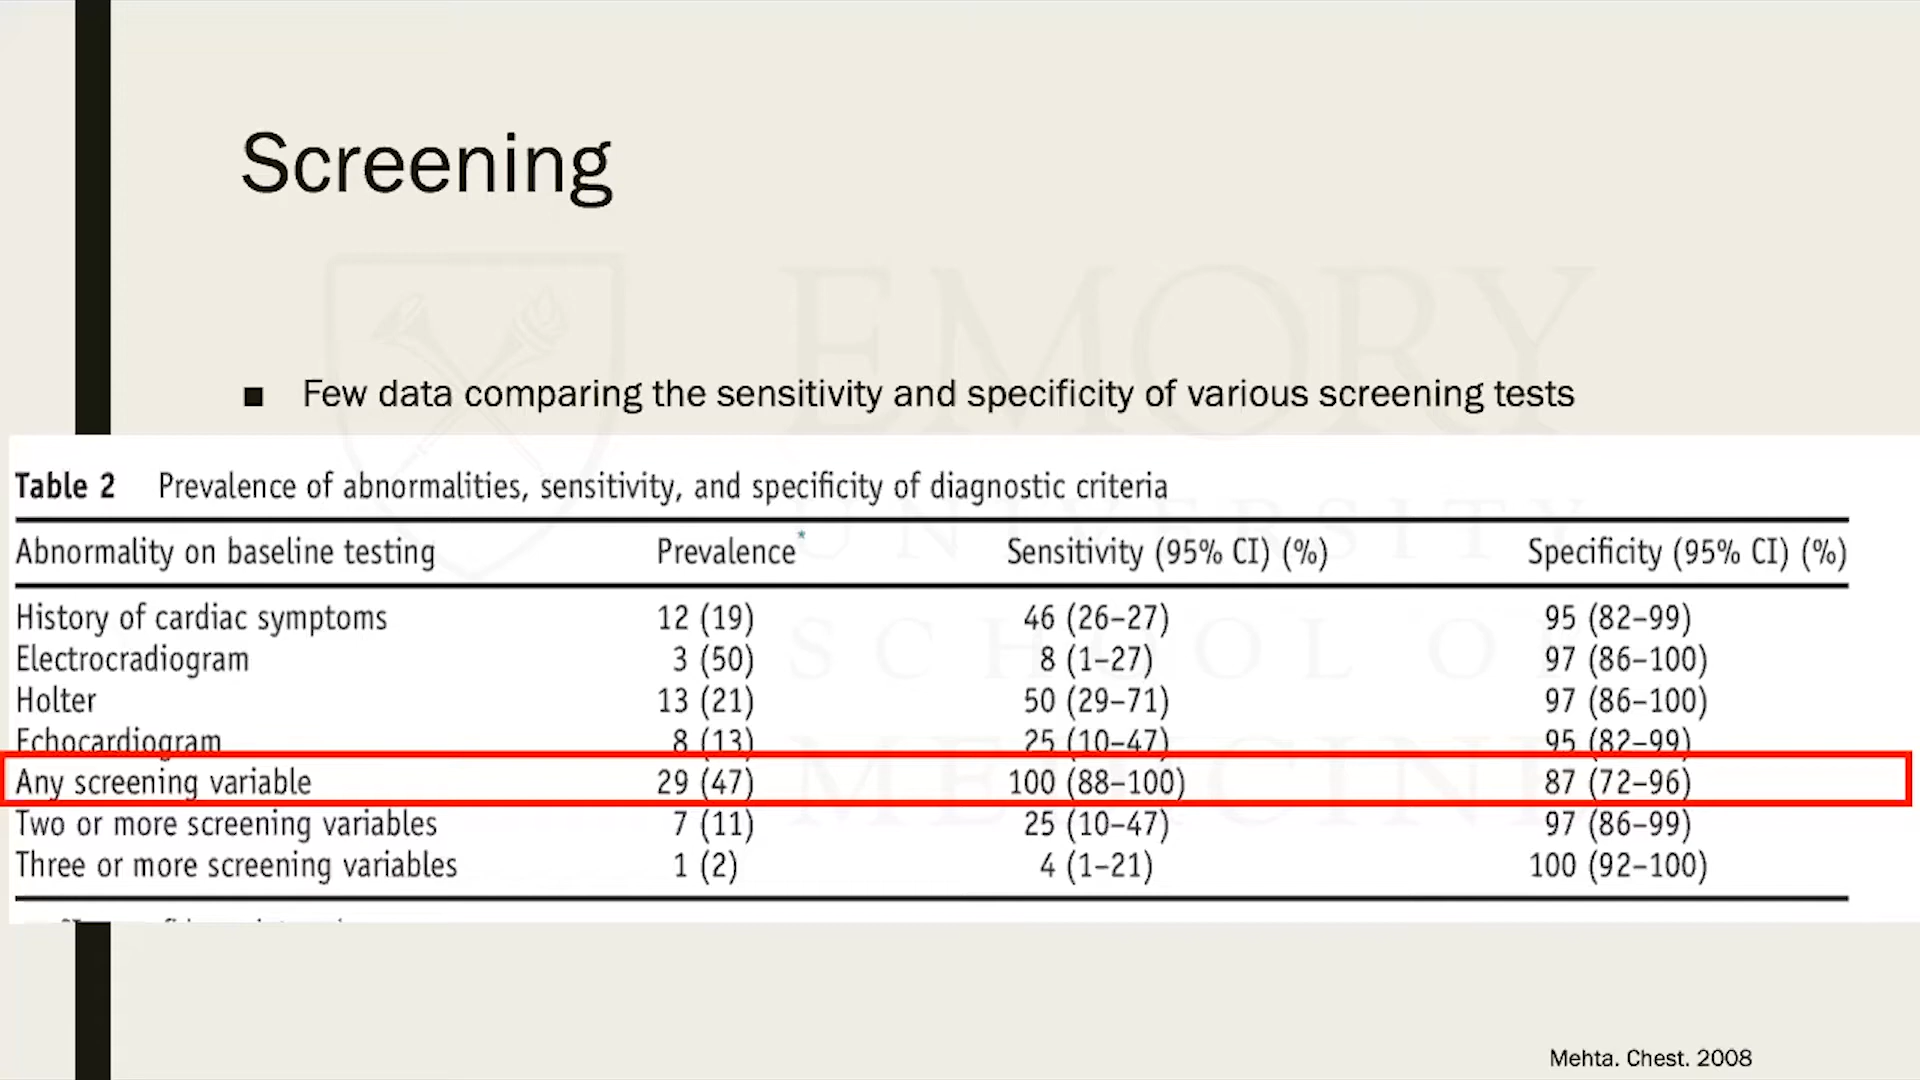 Screening
■ Few data comparing the sensitivity and specificity of various screening tests
Table 2 Prevalence of abnormalities, sensitivity, and specificity of diagnostic criteria
Abnormality on baseline testing Prevalence* Sensitivity (95% CI) (%) Specificity (95% CI) (%)
History of cardiac symptoms 12 (19) 46 (26–27) 95 (82–99)
Electrocradiogram 3 (50) 8 (1–27) 97 (86–100)
Holter 13 (21) 50 (29–71) 97 (86–100)
Echocardiogram 8 (13) 25 (10–47) 95 (82–99)
Any screening variable 29 (47) 100 (88–100) 87 (72–96)
Two or more screening variables 7 (11) 25 (10–47) 97 (86–99)
Three or more screening variables 1 (2) 4 (1–21) 100 (92–100)
Mehta. Chest. 2008
EMORY
UNIVERSITY
SCHOOL O
MEDICINE